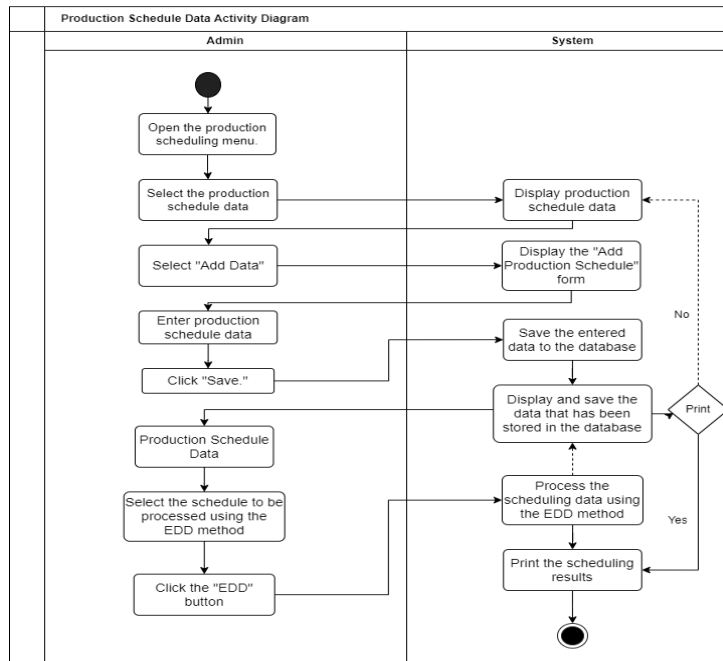 Production Schedule Data Activity Diagram
Admin
System
Open the production
scheduling menu.
Select the production
schedule data
Display production
schedule data
Select "Add Data"
Display the "Add
Production Schedule"
form
Enter production
schedule data
No
Save the entered
data to the database
Click "Save."
Display and save the
data that has been
stored in the database
Print
Production Schedule
Data
Select the schedule to be
processed using the
EDD method
Process the
scheduling data using
the EDD method
Yes
Click the "EDD"
button
Print the scheduling
results